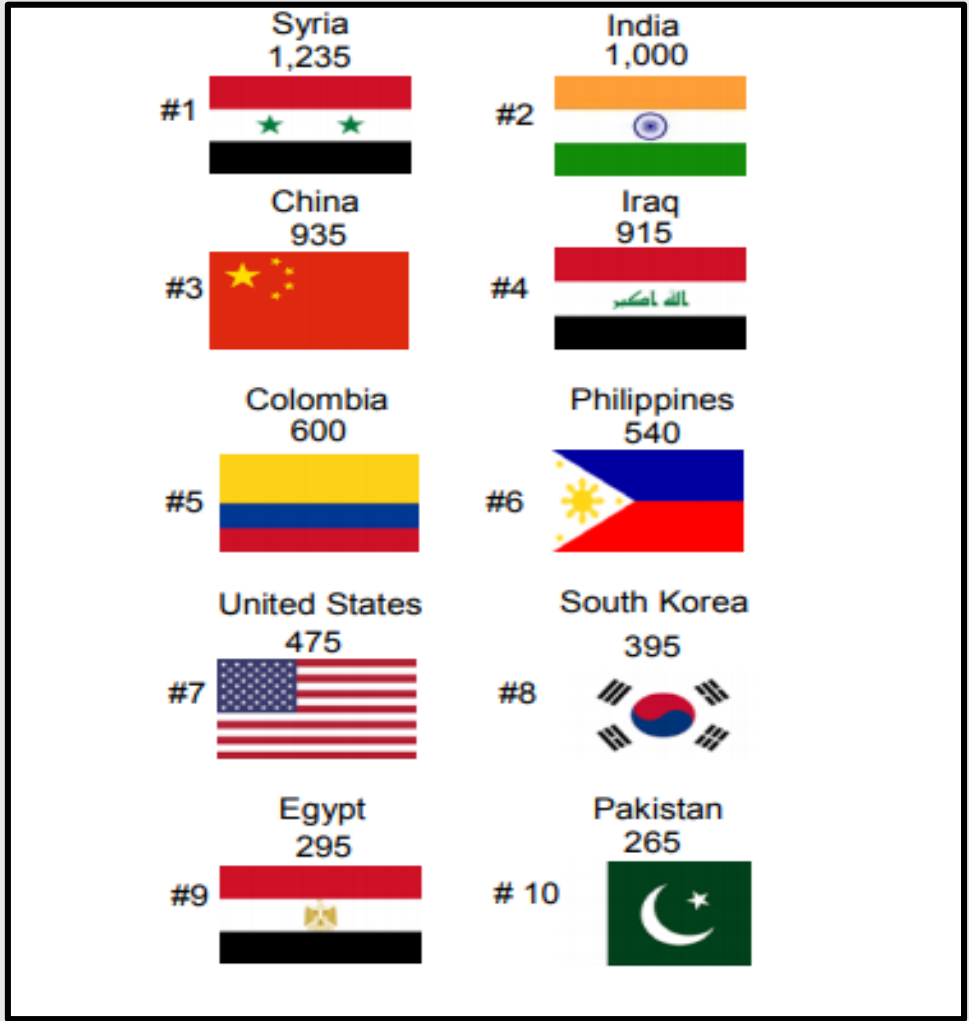 Syria
1,235
#1
India
1,000
#2
China
935
#3
Iraq
915
#4
الله اكبر
Colombia
600
#5
Philippines
540
#6
United States
475
#7
South Korea
395
#8
Egypt
295
#9
Pakistan
265
# 10